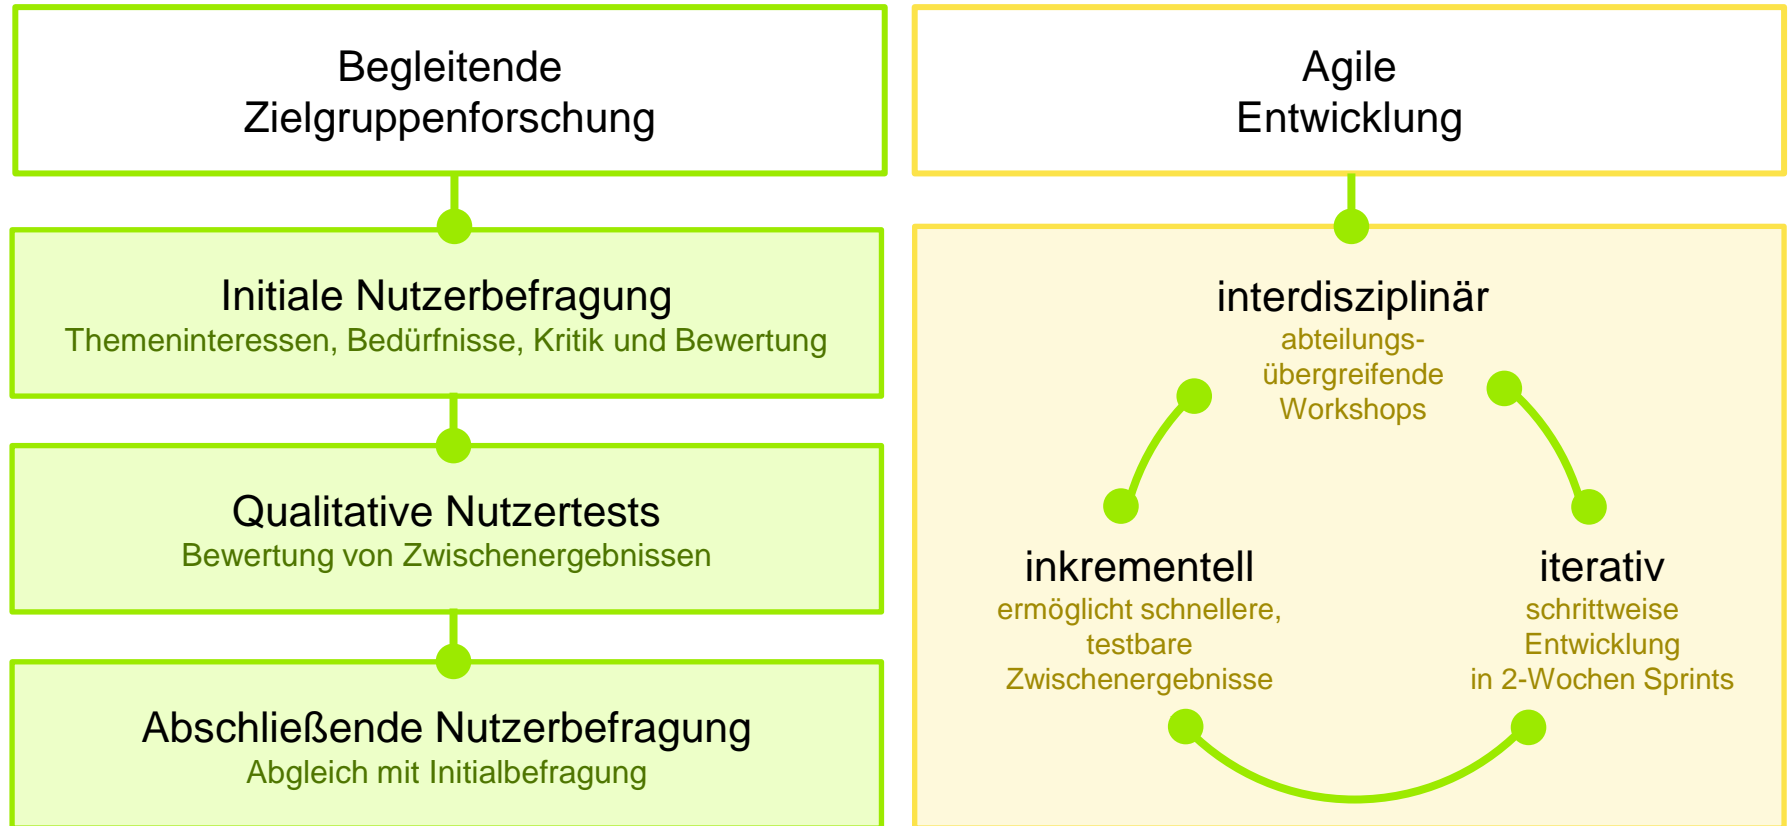 Begleitende
Zielgruppenforschung
Initiale Nutzerbefragung
Themeninteressen, Bedürfnisse, Kritik und Bewertung
Qualitative Nutzertests
Bewertung von Zwischenergebnissen
Abschließende Nutzerbefragung
Abgleich mit Initialbefragung
Agile
Entwicklung
interdisziplinär
abteilungs-
übergreifende
Workshops
inkrementell
ermöglicht schnellere,
testbare
Zwischenergebnisse
iterativ
schrittweise
Entwicklung
in 2-Wochen Sprints